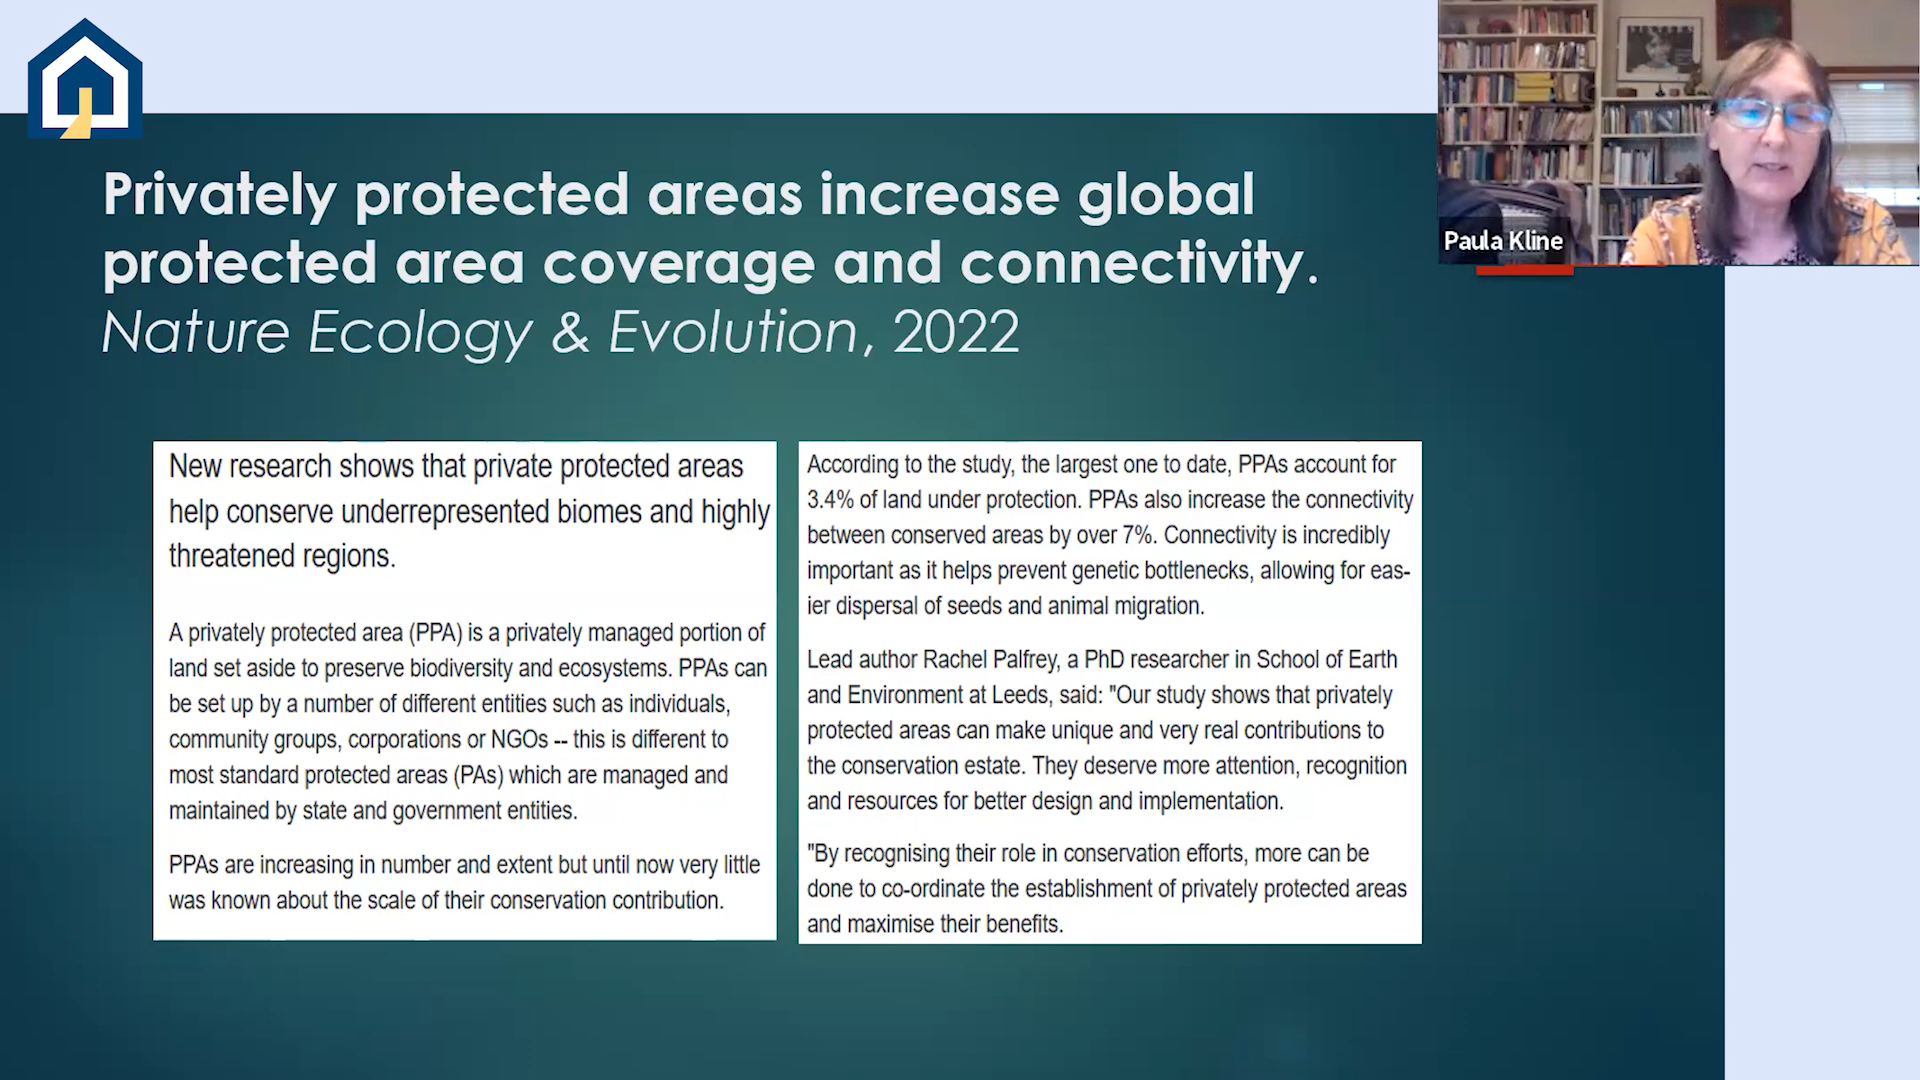 Privately protected areas increase global
protected area coverage and connectivity.
Nature Ecology & Evolution, 2022
Paula Kline
New research shows that private protected areas
help conserve underrepresented biomes and highly
threatened regions.
A privately protected area (PPA) is a privately managed portion of
land set aside to preserve biodiversity and ecosystems. PPAs can
be set up by a number of different entities such as individuals,
community groups, corporations or NGOs -- this is different to
most standard protected areas (PAs) which are managed and
maintained by state and government entities.
PPAs are increasing in number and extent but until now very little
was known about the scale of their conservation contribution.
According to the study, the largest one to date, PPAs account for
3.4% of land under protection. PPAs also increase the connectivity
between conserved areas by over 7%. Connectivity is incredibly
important as it helps prevent genetic bottlenecks, allowing for eas-
ier dispersal of seeds and animal migration.
Lead author Rachel Palfrey, a PhD researcher in School of Earth
and Environment at Leeds, said: "Our study shows that privately
protected areas can make unique and very real contributions to
the conservation estate. They deserve more attention, recognition
and resources for better design and implementation.
"By recognising their role in conservation efforts, more can be
done to co-ordinate the establishment of privately protected areas
and maximise their benefits.